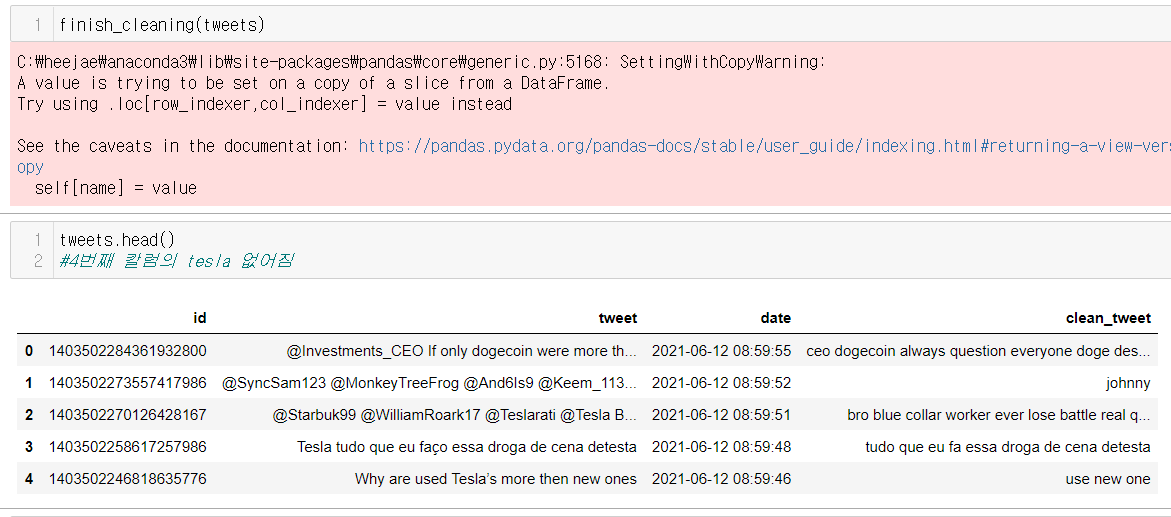 1 finish_cleaning(tweets)
C:₩heejae₩anaconda3₩lib₩site-packages₩pandas₩core₩generic.py:5168: SettingWithCopyWarning:
A value is trying to be set on a copy of a slice from a DataFrame.
Try using .loc[row_indexer,col_indexer] = value instead
See the caveats in the documentation: https://pandas.pydata.org/pandas-docs/stable/user_guide/indexing.html#returning-a-view-vers
opy
self[name] = value
1 tweets.head()
2 #4번째 칼럼의 tesla 없어짐
id tweet date clean_tweet
0 1403502284361932800 @Investments_CEO If only dogecoin were more th... 2021-06-12 08:59:55 ceo dogecoin always question everyone doge des...
1 1403502273557417986 @SyncSam123 @MonkeyTreeFrog @And6Is9 @Keem_113... 2021-06-12 08:59:52 johnny
2 1403502270126428167 @Starbuk99 @WilliamRoark17 @Teslarati @Tesla B... 2021-06-12 08:59:51 bro blue collar worker ever lose battle real q...
3 1403502258617257986 Tesla tudo que eu faço essa droga de cena detesta 2021-06-12 08:59:48 tudo que eu fa essa droga de cena detesta
4 1403502246818635776 Why are used Tesla’s more then new ones 2021-06-12 08:59:46 use new one